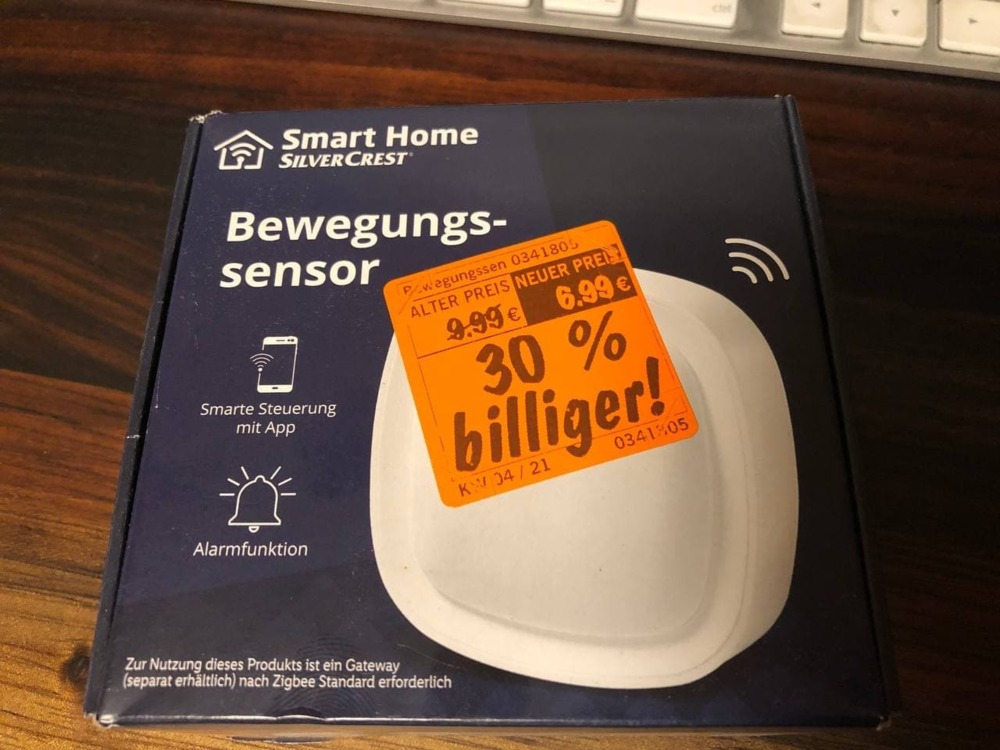 ctrl
Smart Home
SILVERCREST®
Bewegungs-
sensor
Bewegungssen 0341805
ALTER PREIS NEUER PREIS
9.99 € 6.99 €
30 %
billiger!
KW 04 / 21 0341805
Smarte Steuerung
mit App
Alarmfunktion
Zur Nutzung dieses Produkts ist ein Gateway
(separat erhältlich) nach Zigbee Standard erforderlich